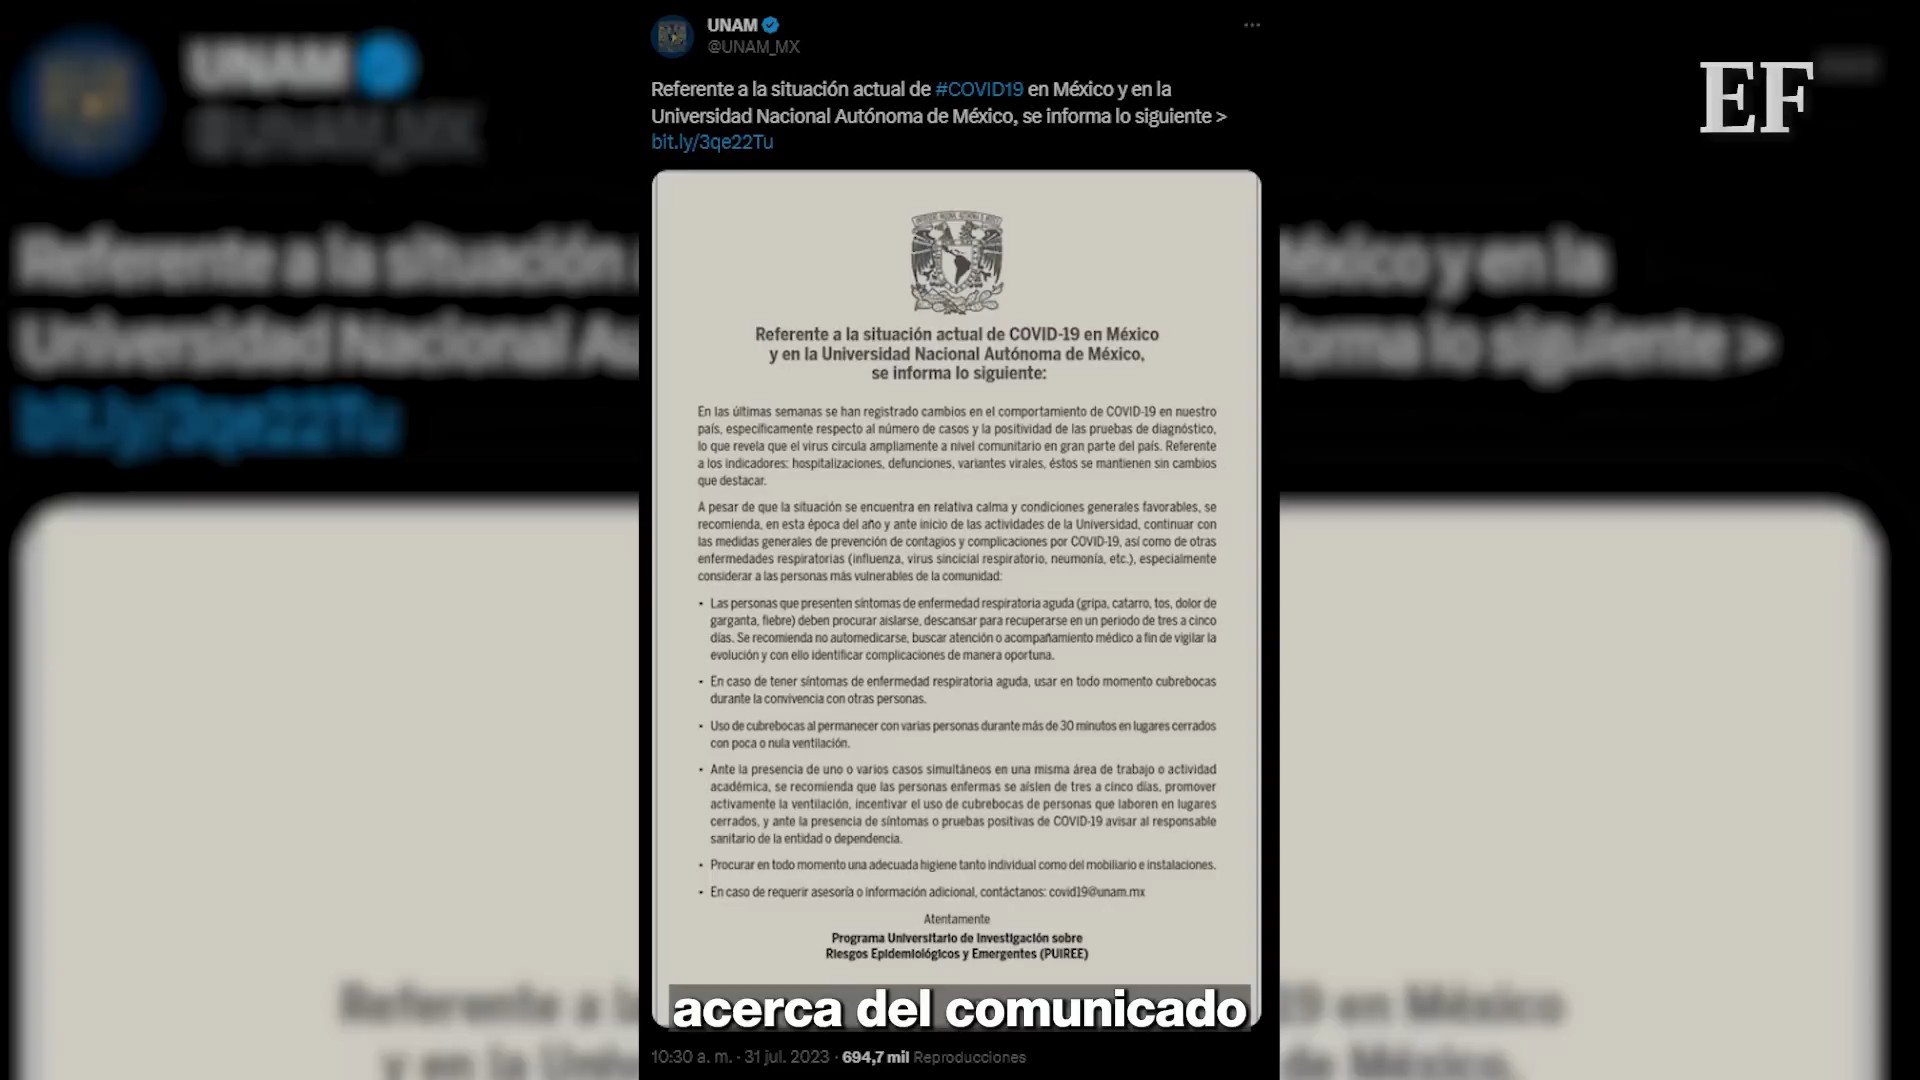 UNAM
@UNAM_MX
EF
Referente a la situación actual de #COVID19 en México y en la
Universidad Nacional Autónoma de México, se informa lo siguiente >
bit.ly/3qe22Tu
Referente a la situación actual de COVID-19 en México
y en la Universidad Nacional Autónoma de México,
se informa lo siguiente:
En las últimas semanas se han registrado cambios en el comportamiento de COVID-19 en nuestro
país, específicamente respecto al número de casos y la positividad de las pruebas de diagnóstico,
lo que revela que el virus circula ampliamente a nivel comunitario en gran parte del país. Referente
a los indicadores: hospitalizaciones, defunciones, variantes virales, éstos se mantienen sin cambios
que destacar.
A pesar de que la situación se encuentra en relativa calma y condiciones generales favorables, se
recomienda, en esta época del año y ante inicio de las actividades de la Universidad, continuar con
las medidas generales de prevención de contagios y complicaciones por COVID-19, así como de otras
enfermedades respiratorias (influenza, virus sincicial respiratorio, neumonía, etc.), especialmente
considerar a las personas más vulnerables de la comunidad:
• Las personas que presenten síntomas de enfermedad respiratoria aguda (gripa, catarro, tos, dolor de
garganta, fiebre) deben procurar aislarse, descansar para recuperarse en un periodo de tres a cinco
días. Se recomienda no automedicarse, buscar atención o acompañamiento médico a fin de vigilar la
evolución y con ello identificar complicaciones de manera oportuna.
• En caso de tener síntomas de enfermedad respiratoria aguda, usar en todo momento cubrebocas
durante la convivencia con otras personas.
• Uso de cubrebocas al permanecer con varias personas durante más de 30 minutos en lugares cerrados
con poca o nula ventilación.
• Ante la presencia de uno o varios casos simultáneos en una misma área de trabajo o actividad
académica, se recomienda que las personas enfermas se aíslen de tres a cinco días, promover
activamente la ventilación, incentivar el uso de cubrebocas de personas que laboren en lugares
cerrados, y ante la presencia de síntomas o pruebas positivas de COVID-19 avisar al responsable
sanitario de la entidad o dependencia.
• Procurar en todo momento una adecuada higiene tanto individual como del mobiliario e instalaciones.
• En caso de requerir asesoría o información adicional, contáctanos: covid19@unam.mx
Atentamente
Programa Universitario de Investigación sobre
Riesgos Epidemiológicos y Emergentes (PUIREE)
acerca del comunicado
10:30 a. m. · 31 jul. 2023 · 694,7 mil Reproducciones